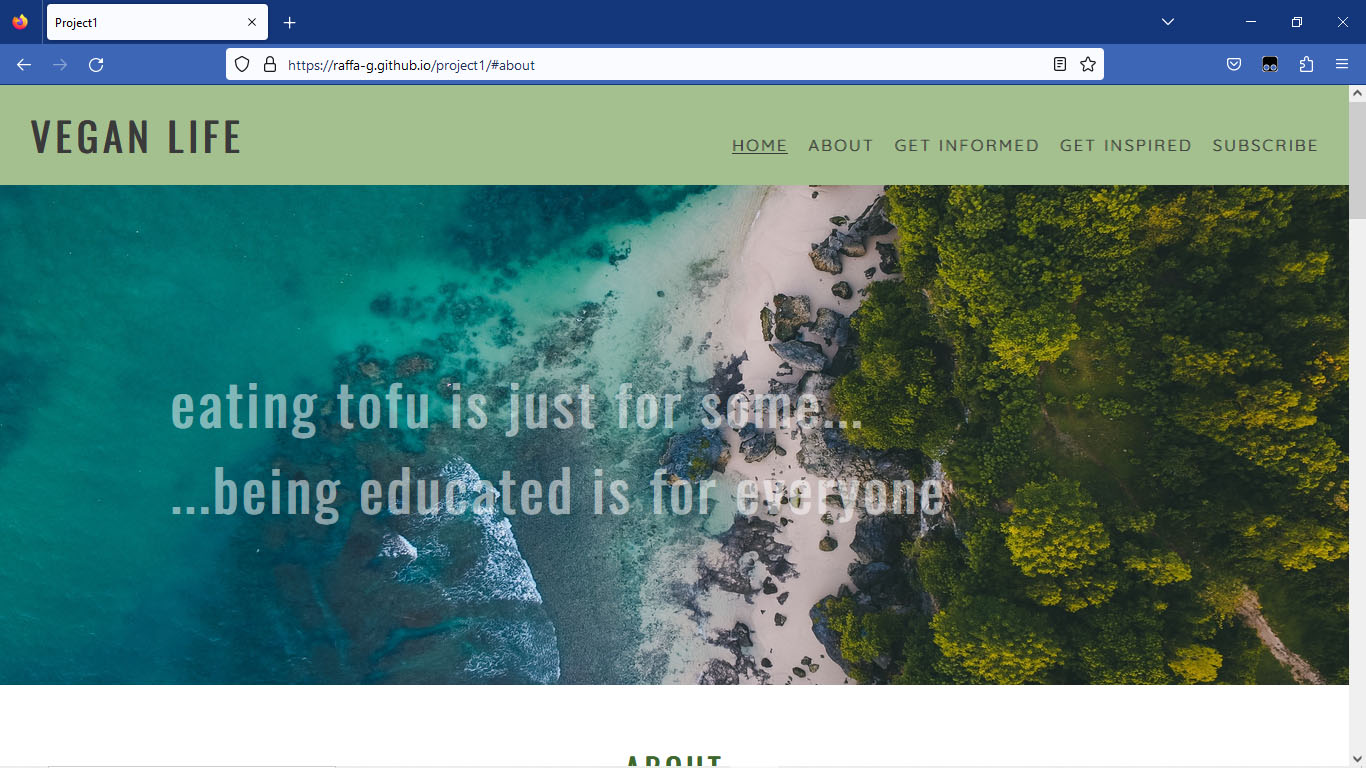 Project1
https://raffa-g.github.io/project1/#about
VEGAN LIFE
HOME ABOUT GET INFORMED GET INSPIRED SUBSCRIBE
eating tofu is just for some...
...being educated is for everyone
ABOUT